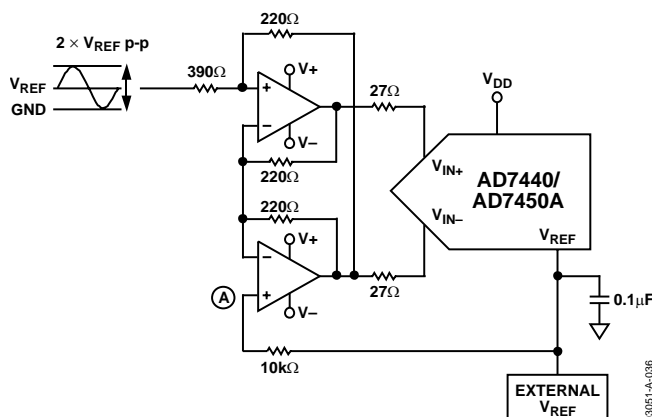 220Ω
2 × VREF p-p
390Ω
VREF
GND
V+
+
–
V–
27Ω
VDD
220Ω
220Ω
VIN+
VIN–
AD7440/
AD7450A
VREF
V+
–
+
V–
A
27Ω
0.1µF
10kΩ
EXTERNAL
VREF
3051-A-036